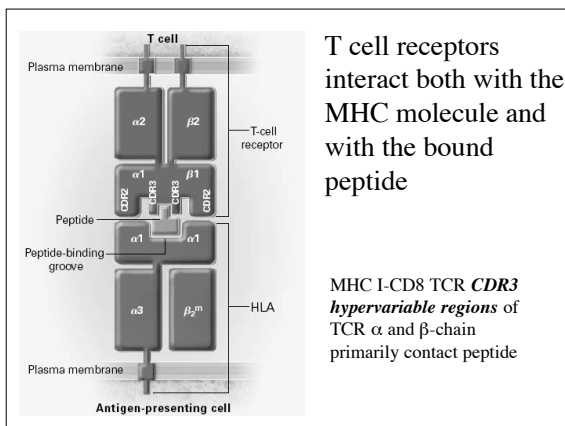 T cell
Plasma membrane
α2
β2
T-cell
receptor
α1
β1
CDR2
CDR3
CDR3
CDR2
Peptide
α1
α1
Peptide-binding
groove
α3
β2m
HLA
Plasma membrane
Antigen-presenting cell
T cell receptors
interact both with the
MHC molecule and
with the bound
peptide
MHC I-CD8 TCR CDR3
hypervariable regions of
TCR α and β-chain
primarily contact peptide